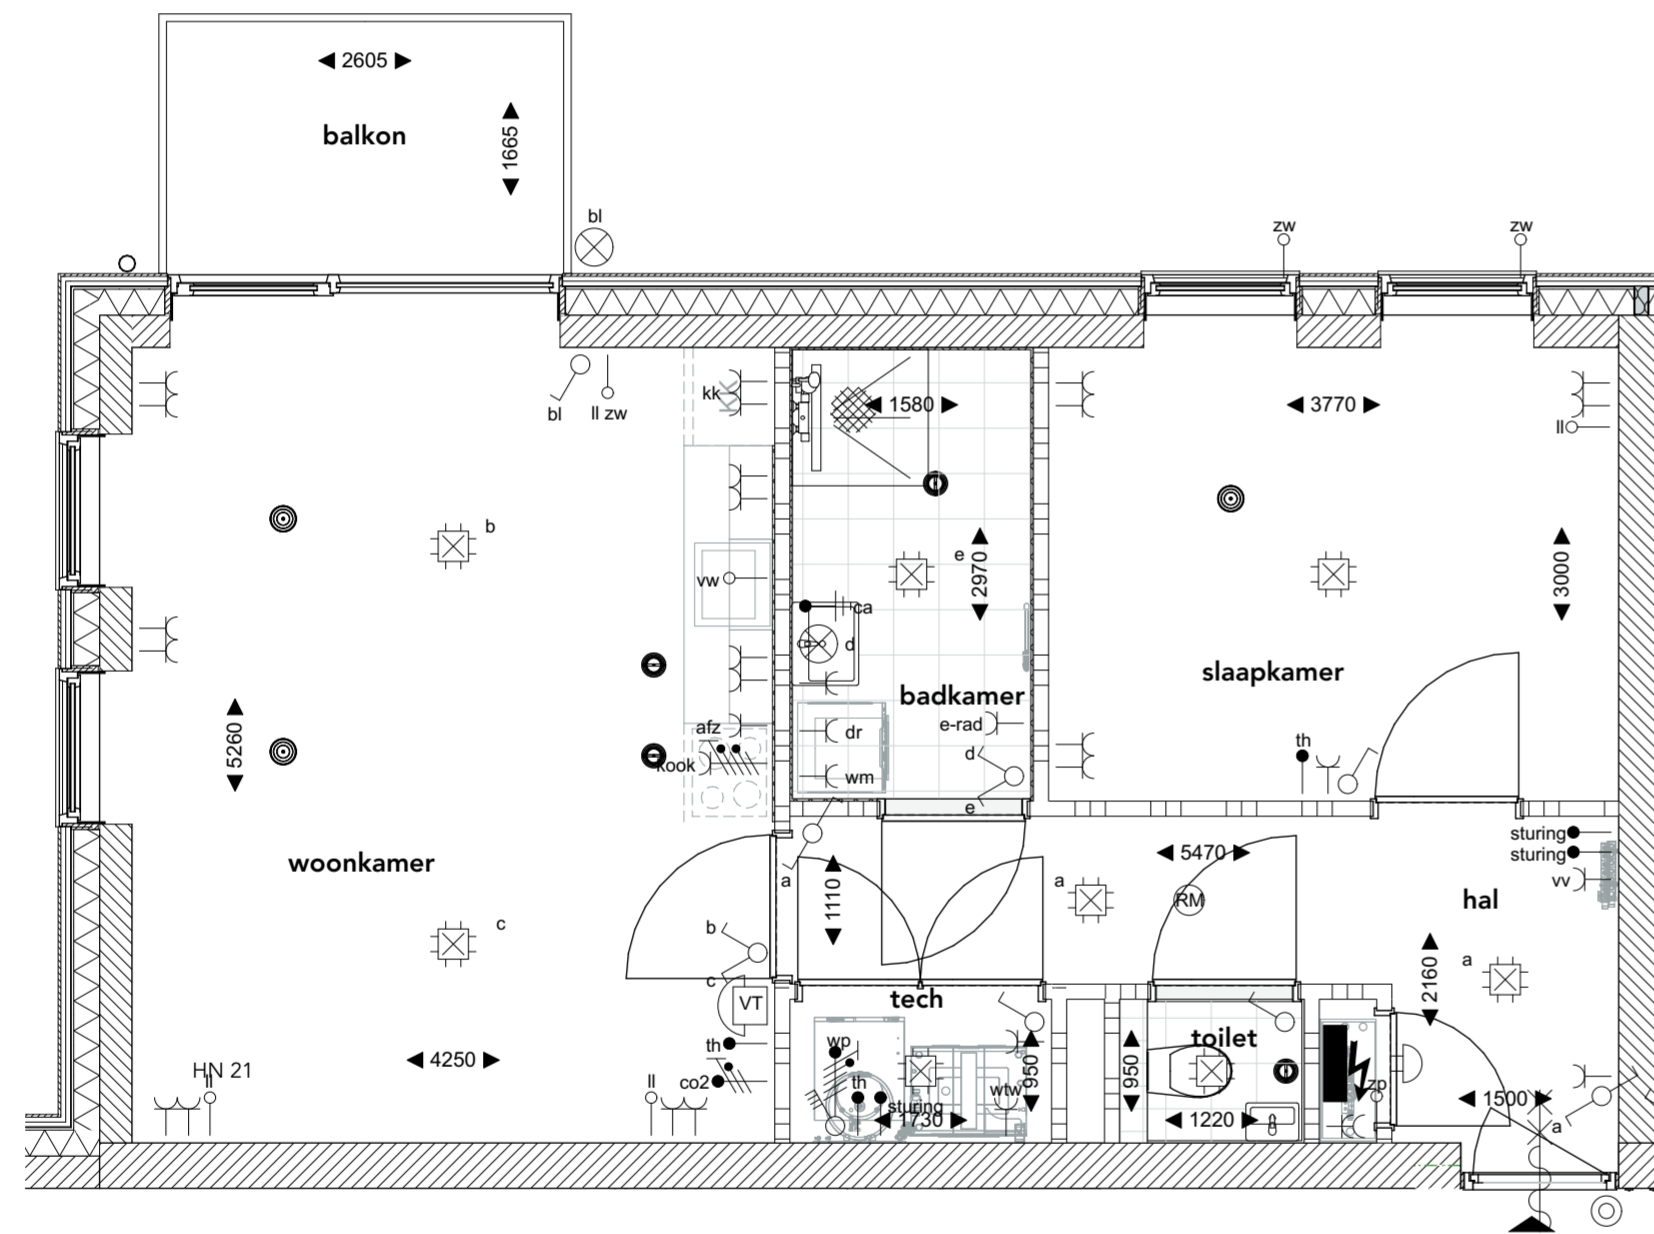 2605
balkon
1665
bl
zw
zw
bl
ll zw
kk
KK
1580
3770
ll
b
e
2970
3000
vw
ca
d
slaapkamer
badkamer
e-rad
afz
dr
th
5260
kook
d
wm
e
sturing
sturing
woonkamer
5470
a
1110
a
RM
vv
hal
c
b
a
2160
c
VT
tech
toilet
th
wp
4250
HN 21
950
950
ll
ll
co2
th
wtw
zp
sturing
1730
1220
1500
a